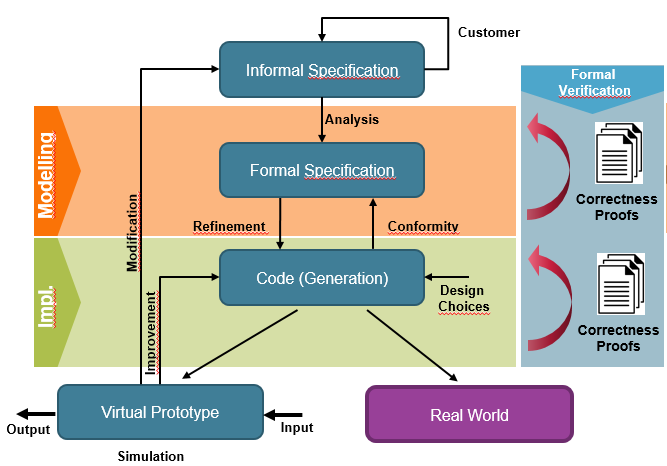 Customer
Informal Specification
Formal
Verification
Analysis
Modelling
Formal Specification
Correctness
Proofs
Modification
Refinement
Conformity
Impl.
Code (Generation)
Design
Choices
Improvement
Correctness
Proofs
Virtual Prototype
Real World
Output
Input
Simulation